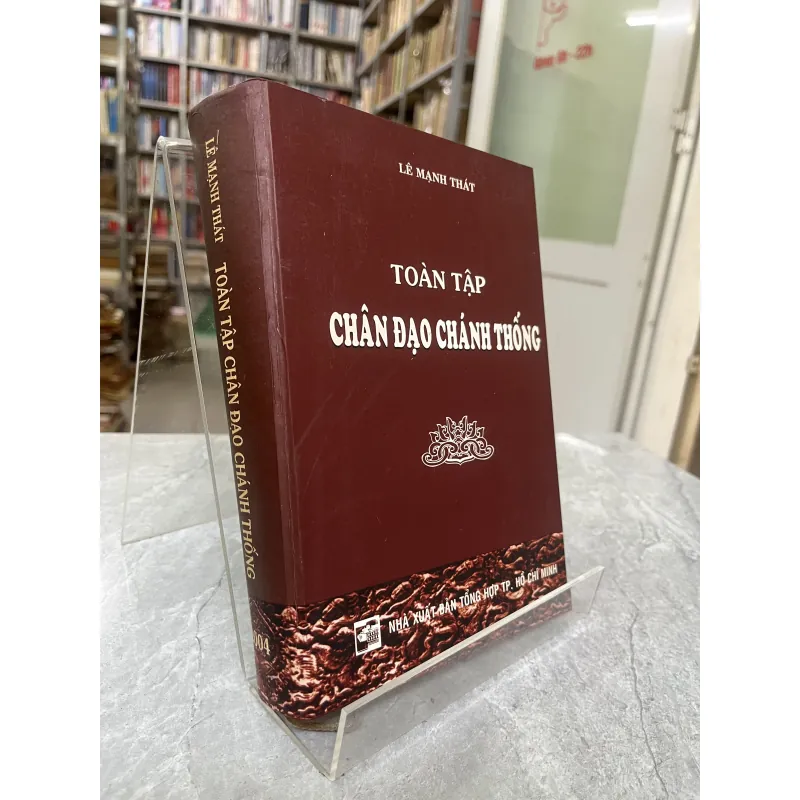 LÊ MẠNH THÁT
TOÀN TẬP
CHÂN ĐẠO CHÁNH THỐNG
NHÀ XUẤT BẢN TỔNG HỢP TP. HỒ CHÍ MINH
LÊ MẠNH THÁT TOÀN TẬP CHÂN ĐẠO CHÁNH THỐNG